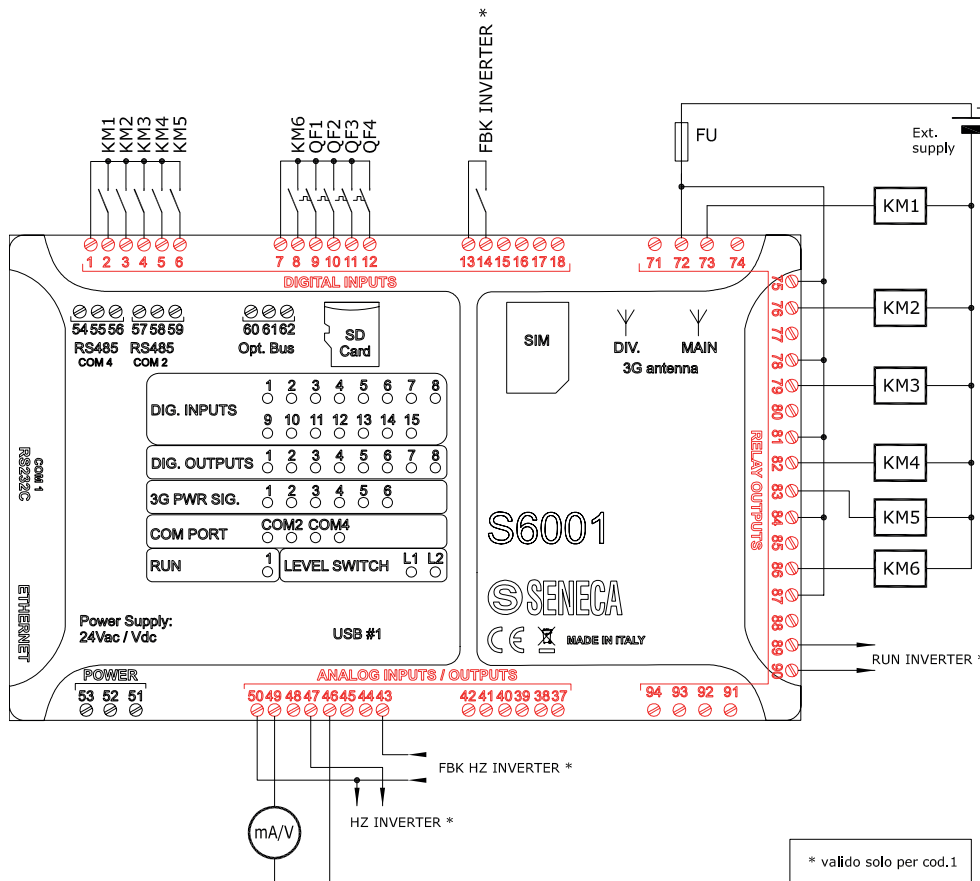 KM1
KM2
KM3
KM4
KM5
KM6
QF1
QF2
QF3
QF4
FBK INVERTER *
FU
Ext.
supply
KM1
KM2
KM3
KM4
KM5
KM6
1 2 3 4 5 6
7 8 9 10 11 12
13 14 15 16 17 18
71 72 73 74
DIGITAL INPUTS
54 55 56
RS485
COM 4
57 58 59
RS485
COM 2
60 61 62
Opt. Bus
SD
Card
SIM
DIV.
MAIN
3G antenna
75
76
77
78
79
80
81
82
83
84
85
86
87
88
89
90
RELAY OUTPUTS
DIG. INPUTS
1 2 3 4 5 6 7 8
9 10 11 12 13 14 15
DIG. OUTPUTS
1 2 3 4 5 6 7 8
3G PWR SIG.
1 2 3 4 5 6
COM PORT
COM2 COM4
RUN
1
LEVEL SWITCH
L1 L2
COM 1
RS232C
ETHERNET
S6001
S SENECA
CE
MADE IN ITALY
Power Supply:
24Vac / Vdc
USB #1
RUN INVERTER *
POWER
53 52 51
ANALOG INPUTS / OUTPUTS
50 49 48 47 46 45 44 43
42 41 40 39 38 37
94 93 92 91
FBK HZ INVERTER *
HZ INVERTER *
mA/V
* valido solo per cod.1